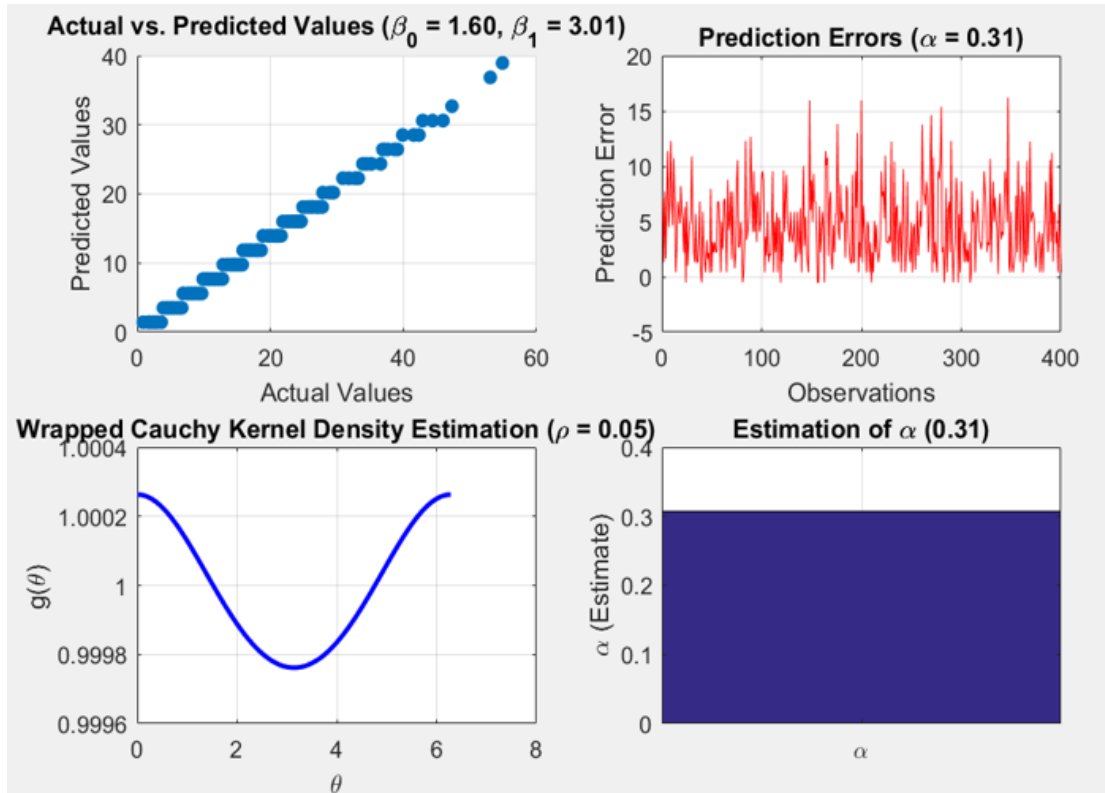 Actual vs. Predicted Values (β₀ = 1.60, β₁ = 3.01)
40
30
20
10
0
Predicted Values
0 20 40 60
Actual Values
Prediction Errors (α = 0.31)
20
15
10
5
0
-5
Prediction Error
0 100 200 300 400
Observations
Wrapped Cauchy Kernel Density Estimation (ρ = 0.05)
1.0004
1.0002
1
0.9998
0.9996
g(θ)
0 2 4 6 8
θ
Estimation of α (0.31)
0.4
0.3
0.2
0.1
0
α (Estimate)
α